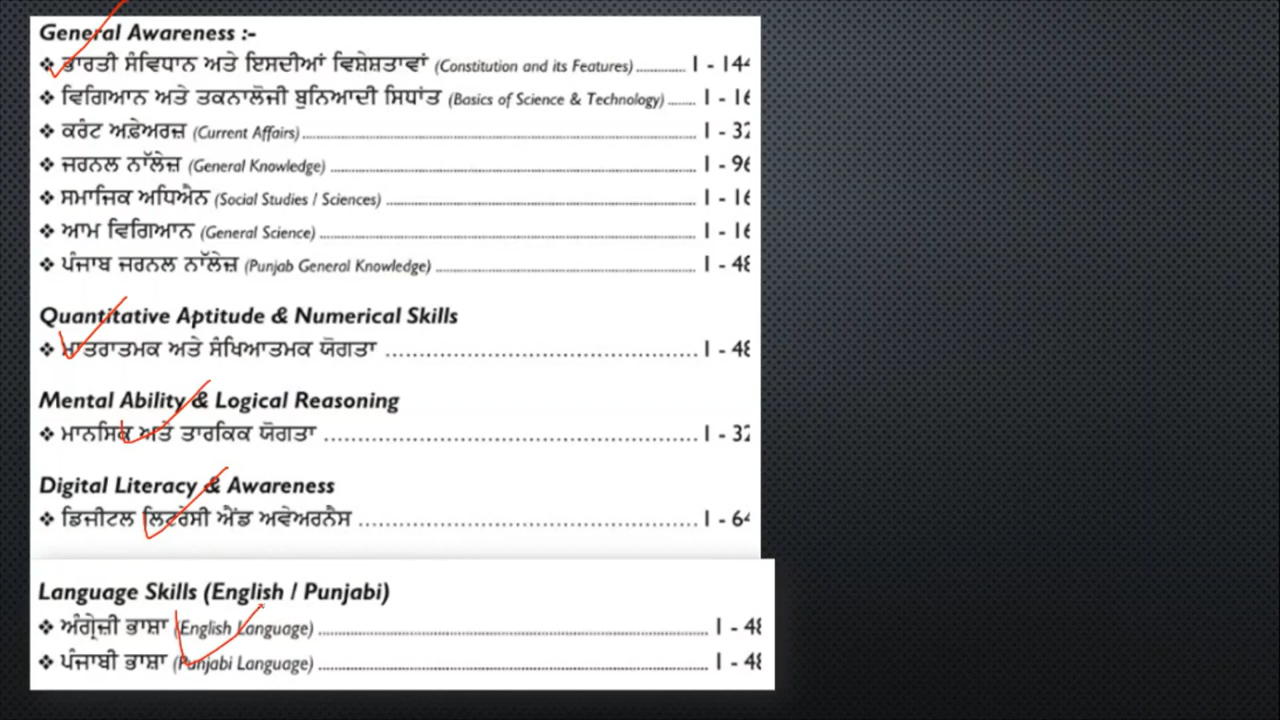 General Awareness :-
❖ ਭਾਰਤੀ ਸੰਵਿਧਾਨ ਅਤੇ ਇਸਦੀਆਂ ਵਿਸ਼ੇਸ਼ਤਾਵਾਂ (Constitution and its Features) ............ 1 - 144
❖ ਵਿਗਿਆਨ ਅਤੇ ਤਕਨਾਲੋਜੀ ਬੁਨਿਆਦੀ ਸਿਧਾਂਤ (Basics of Science & Technology) ....... 1 - 16
❖ ਕਰੰਟ ਅਫ਼ੇਅਰਜ਼ (Current Affairs) ............ 1 - 32
❖ ਜਰਨਲ ਨਾੱਲੇਜ਼ (General Knowledge) ............ 1 - 96
❖ ਸਮਾਜਿਕ ਅਧਿਐਨ (Social Studies / Sciences) ............ 1 - 16
❖ ਆਮ ਵਿਗਿਆਨ (General Science) ............ 1 - 16
❖ ਪੰਜਾਬ ਜਰਨਲ ਨਾੱਲੇਜ਼ (Punjab General Knowledge) ............ 1 - 48
Quantitative Aptitude & Numerical Skills
❖ ਮਾਤਰਾਤਮਕ ਅਤੇ ਸੰਖਿਆਤਮਕ ਯੋਗਤਾ ............ 1 - 48
Mental Ability & Logical Reasoning
❖ ਮਾਨਸਿਕ ਅਤੇ ਤਾਰਕਿਕ ਯੋਗਤਾ ............ 1 - 32
Digital Literacy & Awareness
❖ ਡਿਜੀਟਲ ਲਿਟਰੇਸੀ ਐਂਡ ਅਵੇਅਰਨੈਸ ............ 1 - 64
Language Skills (English / Punjabi)
❖ ਅੰਗ੍ਰੇਜ਼ੀ ਭਾਸ਼ਾ (English Language) ............ 1 - 48
❖ ਪੰਜਾਬੀ ਭਾਸ਼ਾ (Punjabi Language) ............ 1 - 48